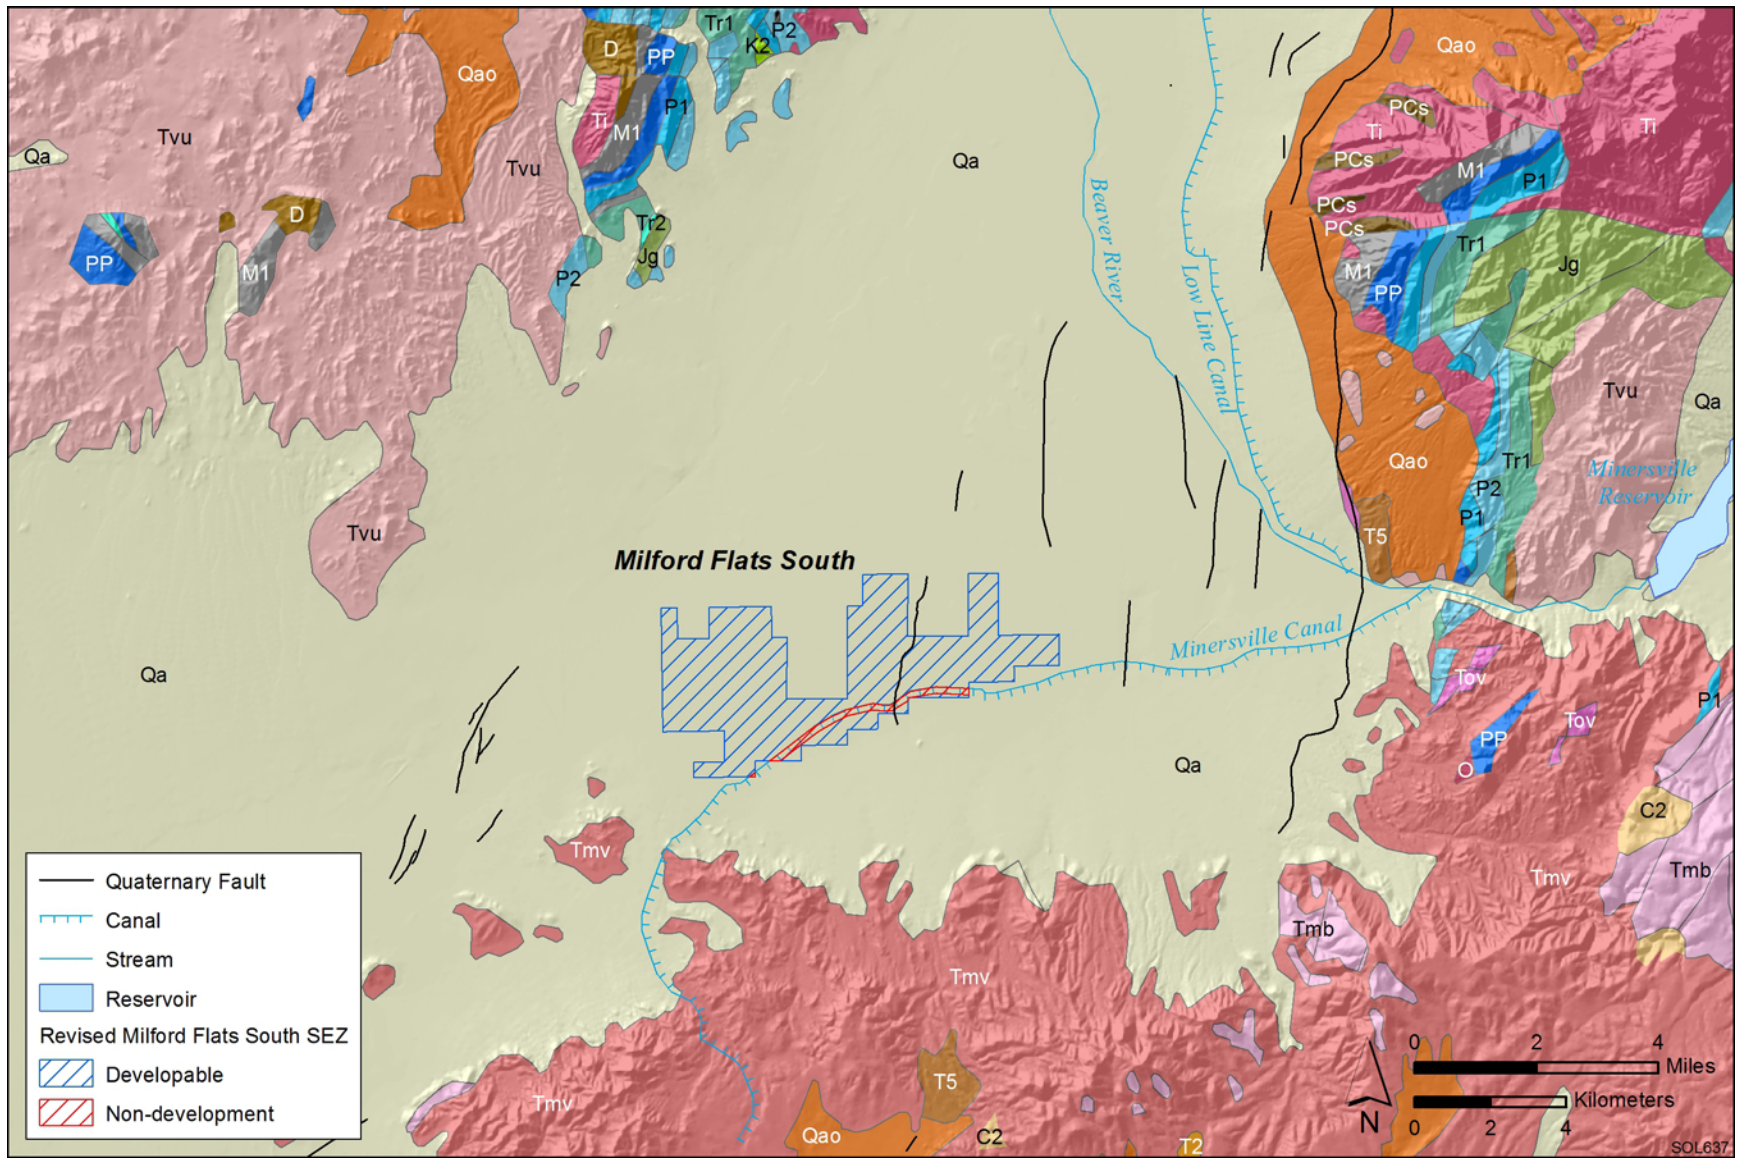 Tr1
P2
K2
D
PP
Qao
Qao
PCs
Ti
Ti
P1
Ti
M1
Tvu
Qa
Tvu
Qa
PCs
M1
P1
PCs
PCs
D
Tr2
Jg
Tr1
Jg
PP
M1
P2
M1
PP
Beaver River
Low Line Canal
Tvu
Qa
Qao
Tr1
Minersville
Reservoir
P2
P1
Tvu
T5
Milford Flats South
Minersville Canal
Qa
Tov
P1
Tov
PP
O
Qa
C2
Tmv
Tmv
Tmb
Tmb
Tmv
Quaternary Fault
Canal
Stream
Reservoir
Revised Milford Flats South SEZ
Developable
Non-development
T5
Tmv
Qao
C2
T2
0 2 4
Miles
Kilometers
0 2 4
N
SOL637